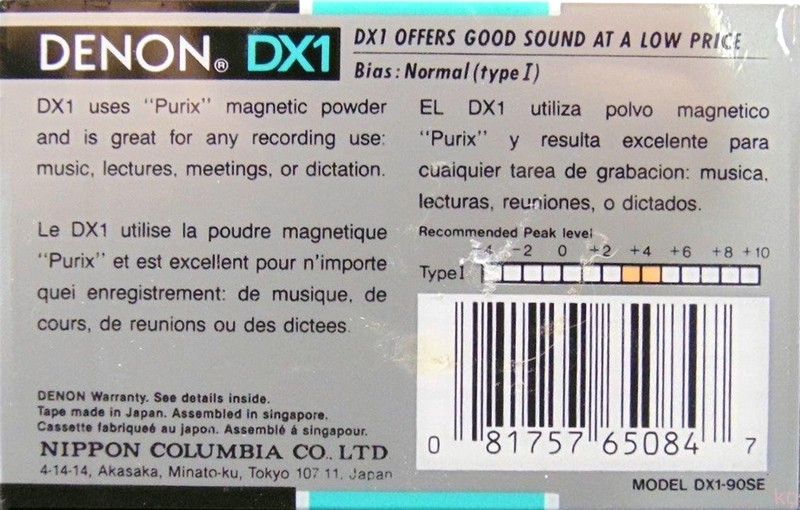 DENON® DX1
DX1 OFFERS GOOD SOUND AT A LOW PRICE
Bias: Normal (type I)
DX1 uses "Purix" magnetic powder
and is great for any recording use:
music, lectures, meetings, or dictation.
Le DX1 utilise la poudre magnetique
"Purix" et est excellent pour n'importe
quei enregistrement: de musique, de
cours, de reunions ou des dictees.
EL DX1 utiliza polvo magnetico
"Purix" y resulta excelente para
cuaiquier tarea de grabacion: musica,
lecturas, reuniones, o dictados.
Recommended Peak level
-4 -2 0 +2 +4 +6 +8 +10
Type I
DENON Warranty. See details inside.
Tape made in Japan. Assembled in singapore.
Cassette fabriqueé au japon. Assemblé á singapour.
NIPPON COLUMBIA CO., LTD
4-14-14, Akasaka, Minato-ku, Tokyo 107 11, Japan
0 81757 65084 7
MODEL DX1-90SE